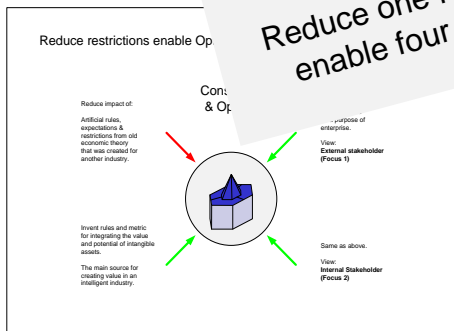 Reduce one
enable four
Reduce restrictions enable
Reduce impact of:
Artificial rules,
expectations &
restrictions from old
economic theory
that was created for
another industry.
purpose of
enterprise.
View:
External stakeholder
(Focus 1)
Invent rules and metric
for integrating the value
and potential of intangible
assets.
The main source for
creating value in an
intelligent industry.
Same as above.
View:
Internal Stakeholder
(Focus 2)